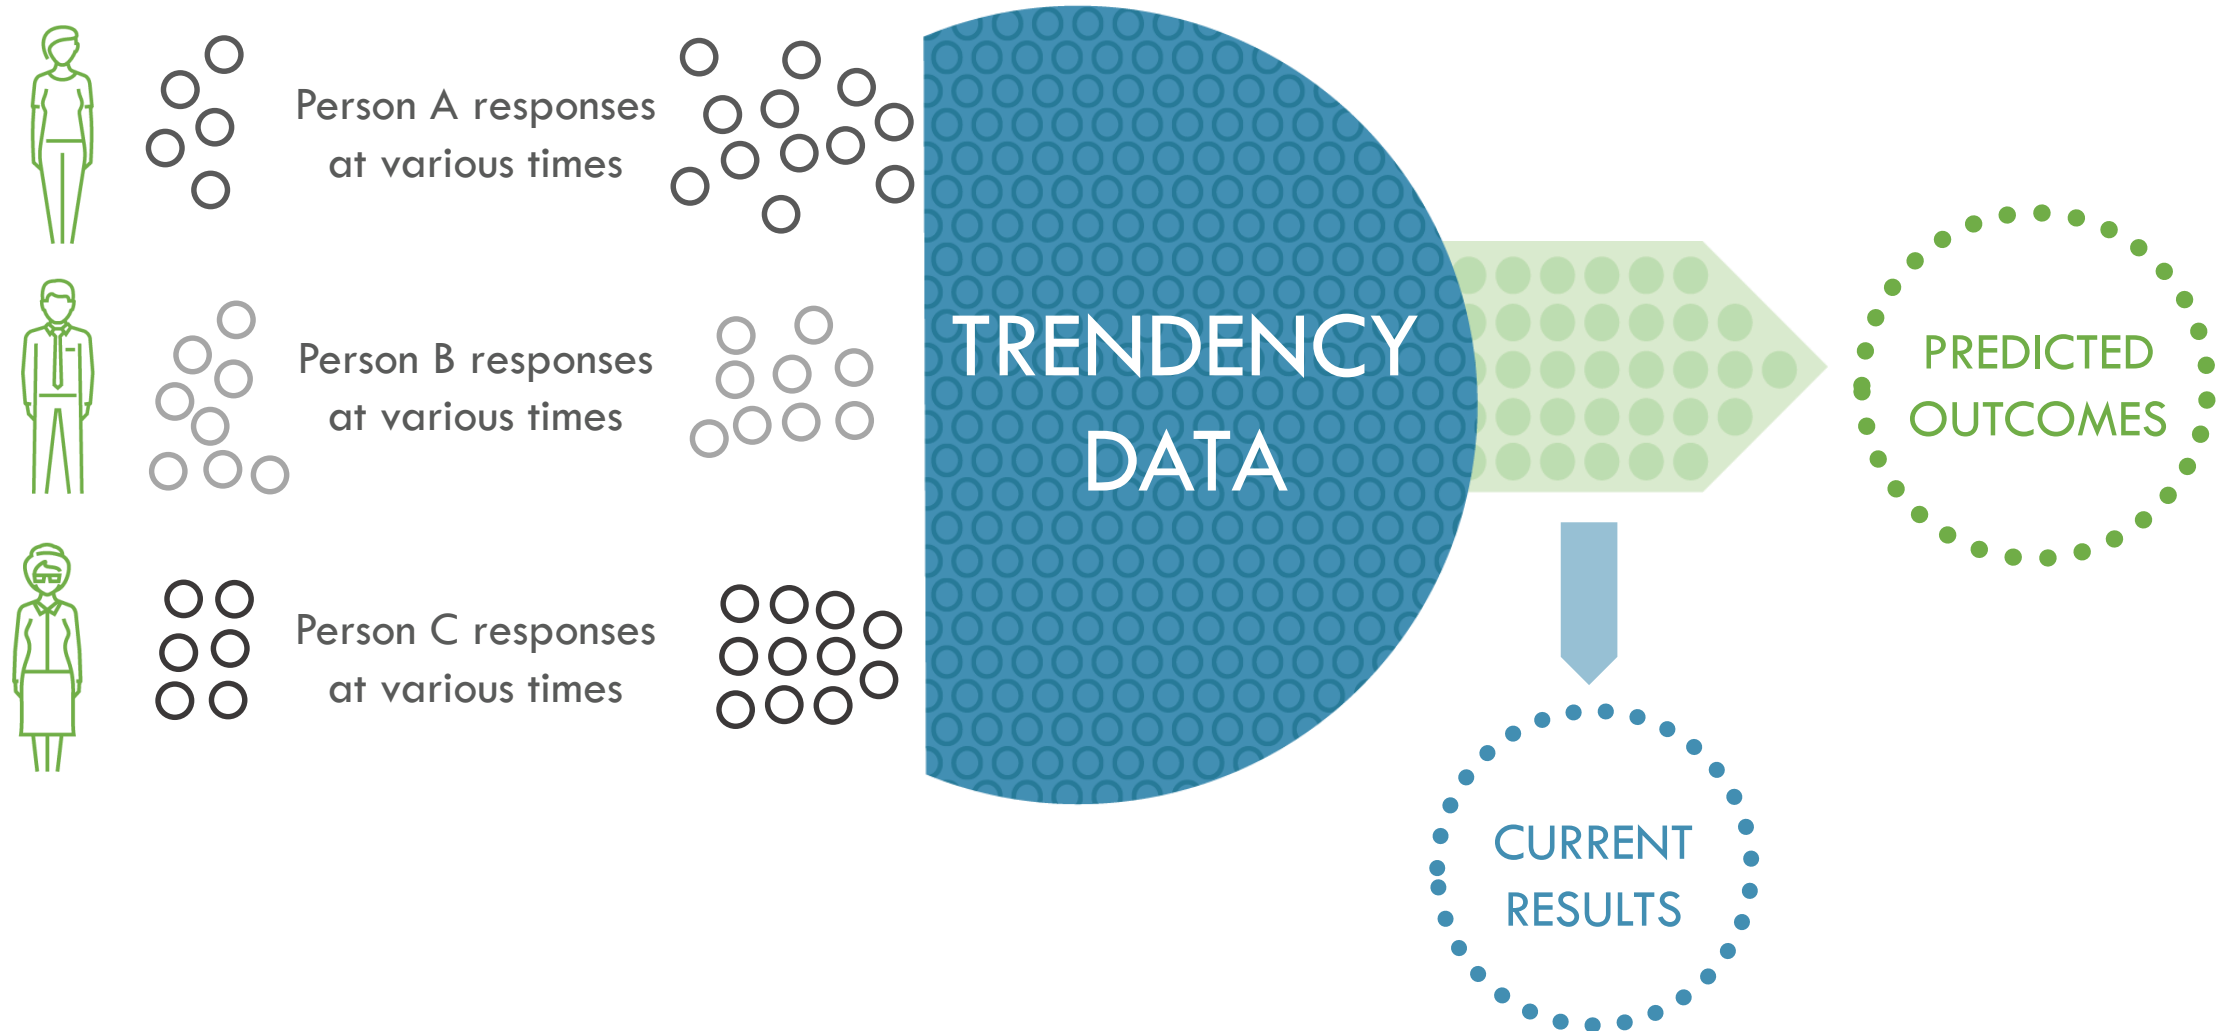 Person A responses
at various times
Person B responses
at various times
Person C responses
at various times
TRENDENCY
DATA
PREDICTED
OUTCOMES
CURRENT
RESULTS